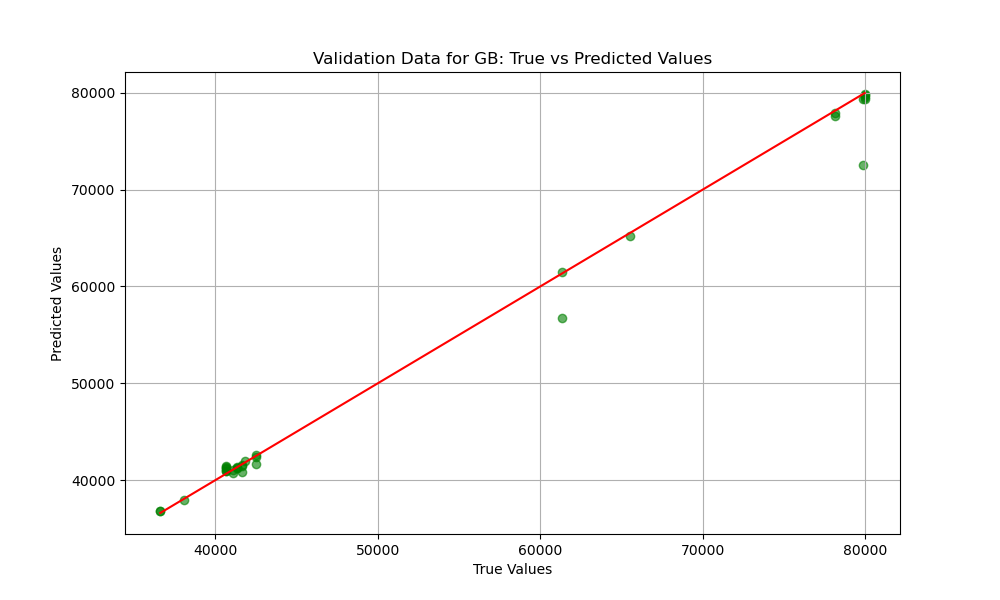 Validation Data for GB: True vs Predicted Values
80000
70000
60000
50000
40000
Predicted Values
40000 50000 60000 70000 80000
True Values